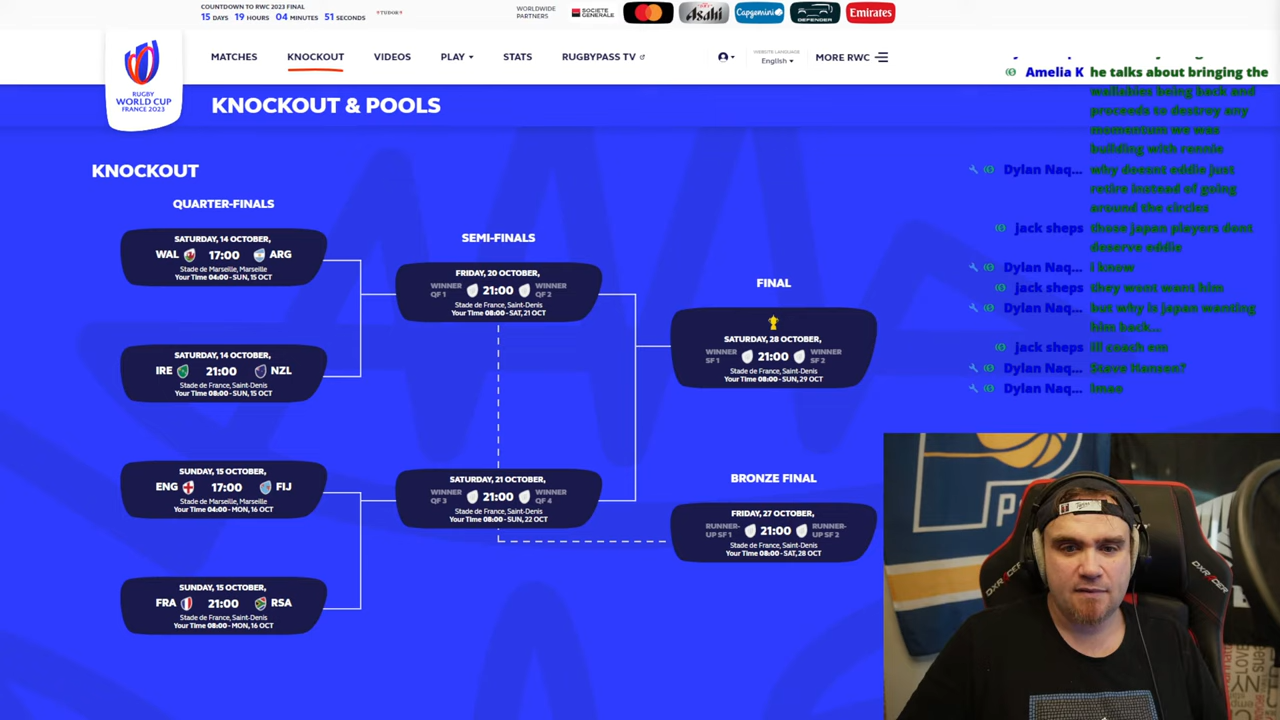 COUNTDOWN TO RWC 2023 FINAL
15 DAYS 19 HOURS 04 MINUTES 51 SECONDS
TUDOR
WORLDWIDE
PARTNERS
SOCIETE
GENERALE
Asahi
Capgemini
DEFENDER
Emirates
RUGBY
WORLD CUP
FRANCE 2023
MATCHES
KNOCKOUT
VIDEOS
PLAY
STATS
RUGBYPASS TV
WEBSITE LANGUAGE
English
MORE RWC
KNOCKOUT & POOLS
KNOCKOUT
QUARTER-FINALS
SATURDAY, 14 OCTOBER,
WAL 17:00 ARG
Stade de Marseille, Marseille
Your Time 04:00 - SUN, 15 OCT
SATURDAY, 14 OCTOBER,
IRE 21:00 NZL
Stade de France, Saint-Denis
Your Time 08:00 - SUN, 15 OCT
SUNDAY, 15 OCTOBER,
ENG 17:00 FIJ
Stade de Marseille, Marseille
Your Time 04:00 - MON, 16 OCT
SUNDAY, 15 OCTOBER,
FRA 21:00 RSA
Stade de France, Saint-Denis
Your Time 08:00 - MON, 16 OCT
SEMI-FINALS
FRIDAY, 20 OCTOBER,
WINNER QF 1 21:00 WINNER QF 2
Stade de France, Saint-Denis
Your Time 08:00 - SAT, 21 OCT
SATURDAY, 21 OCTOBER,
WINNER QF 3 21:00 WINNER QF 4
Stade de France, Saint-Denis
Your Time 08:00 - SUN, 22 OCT
FINAL
SATURDAY, 28 OCTOBER,
WINNER SF 1 21:00 WINNER SF 2
Stade de France, Saint-Denis
Your Time 08:00 - SUN, 29 OCT
BRONZE FINAL
FRIDAY, 27 OCTOBER,
RUNNER-UP SF 1 21:00 RUNNER-UP SF 2
Stade de France, Saint-Denis
Your Time 08:00 - SAT, 28 OCT
Amelia K he talks about bringing the
wallabies being back and
proceeds to destroy any
momentum we was
building with rennie
Dylan Naq... why doesnt eddie just
retire instead of going
around the circles
jack sheps those japan players dont
deserve eddie
Dylan Naq... I know
jack sheps they want want him
Dylan Naq... but why is japan wanting
him back...
jack sheps ill coach em
Dylan Naq... Steve Hansen?
Dylan Naq... lmao
DXRACER
DXRACER